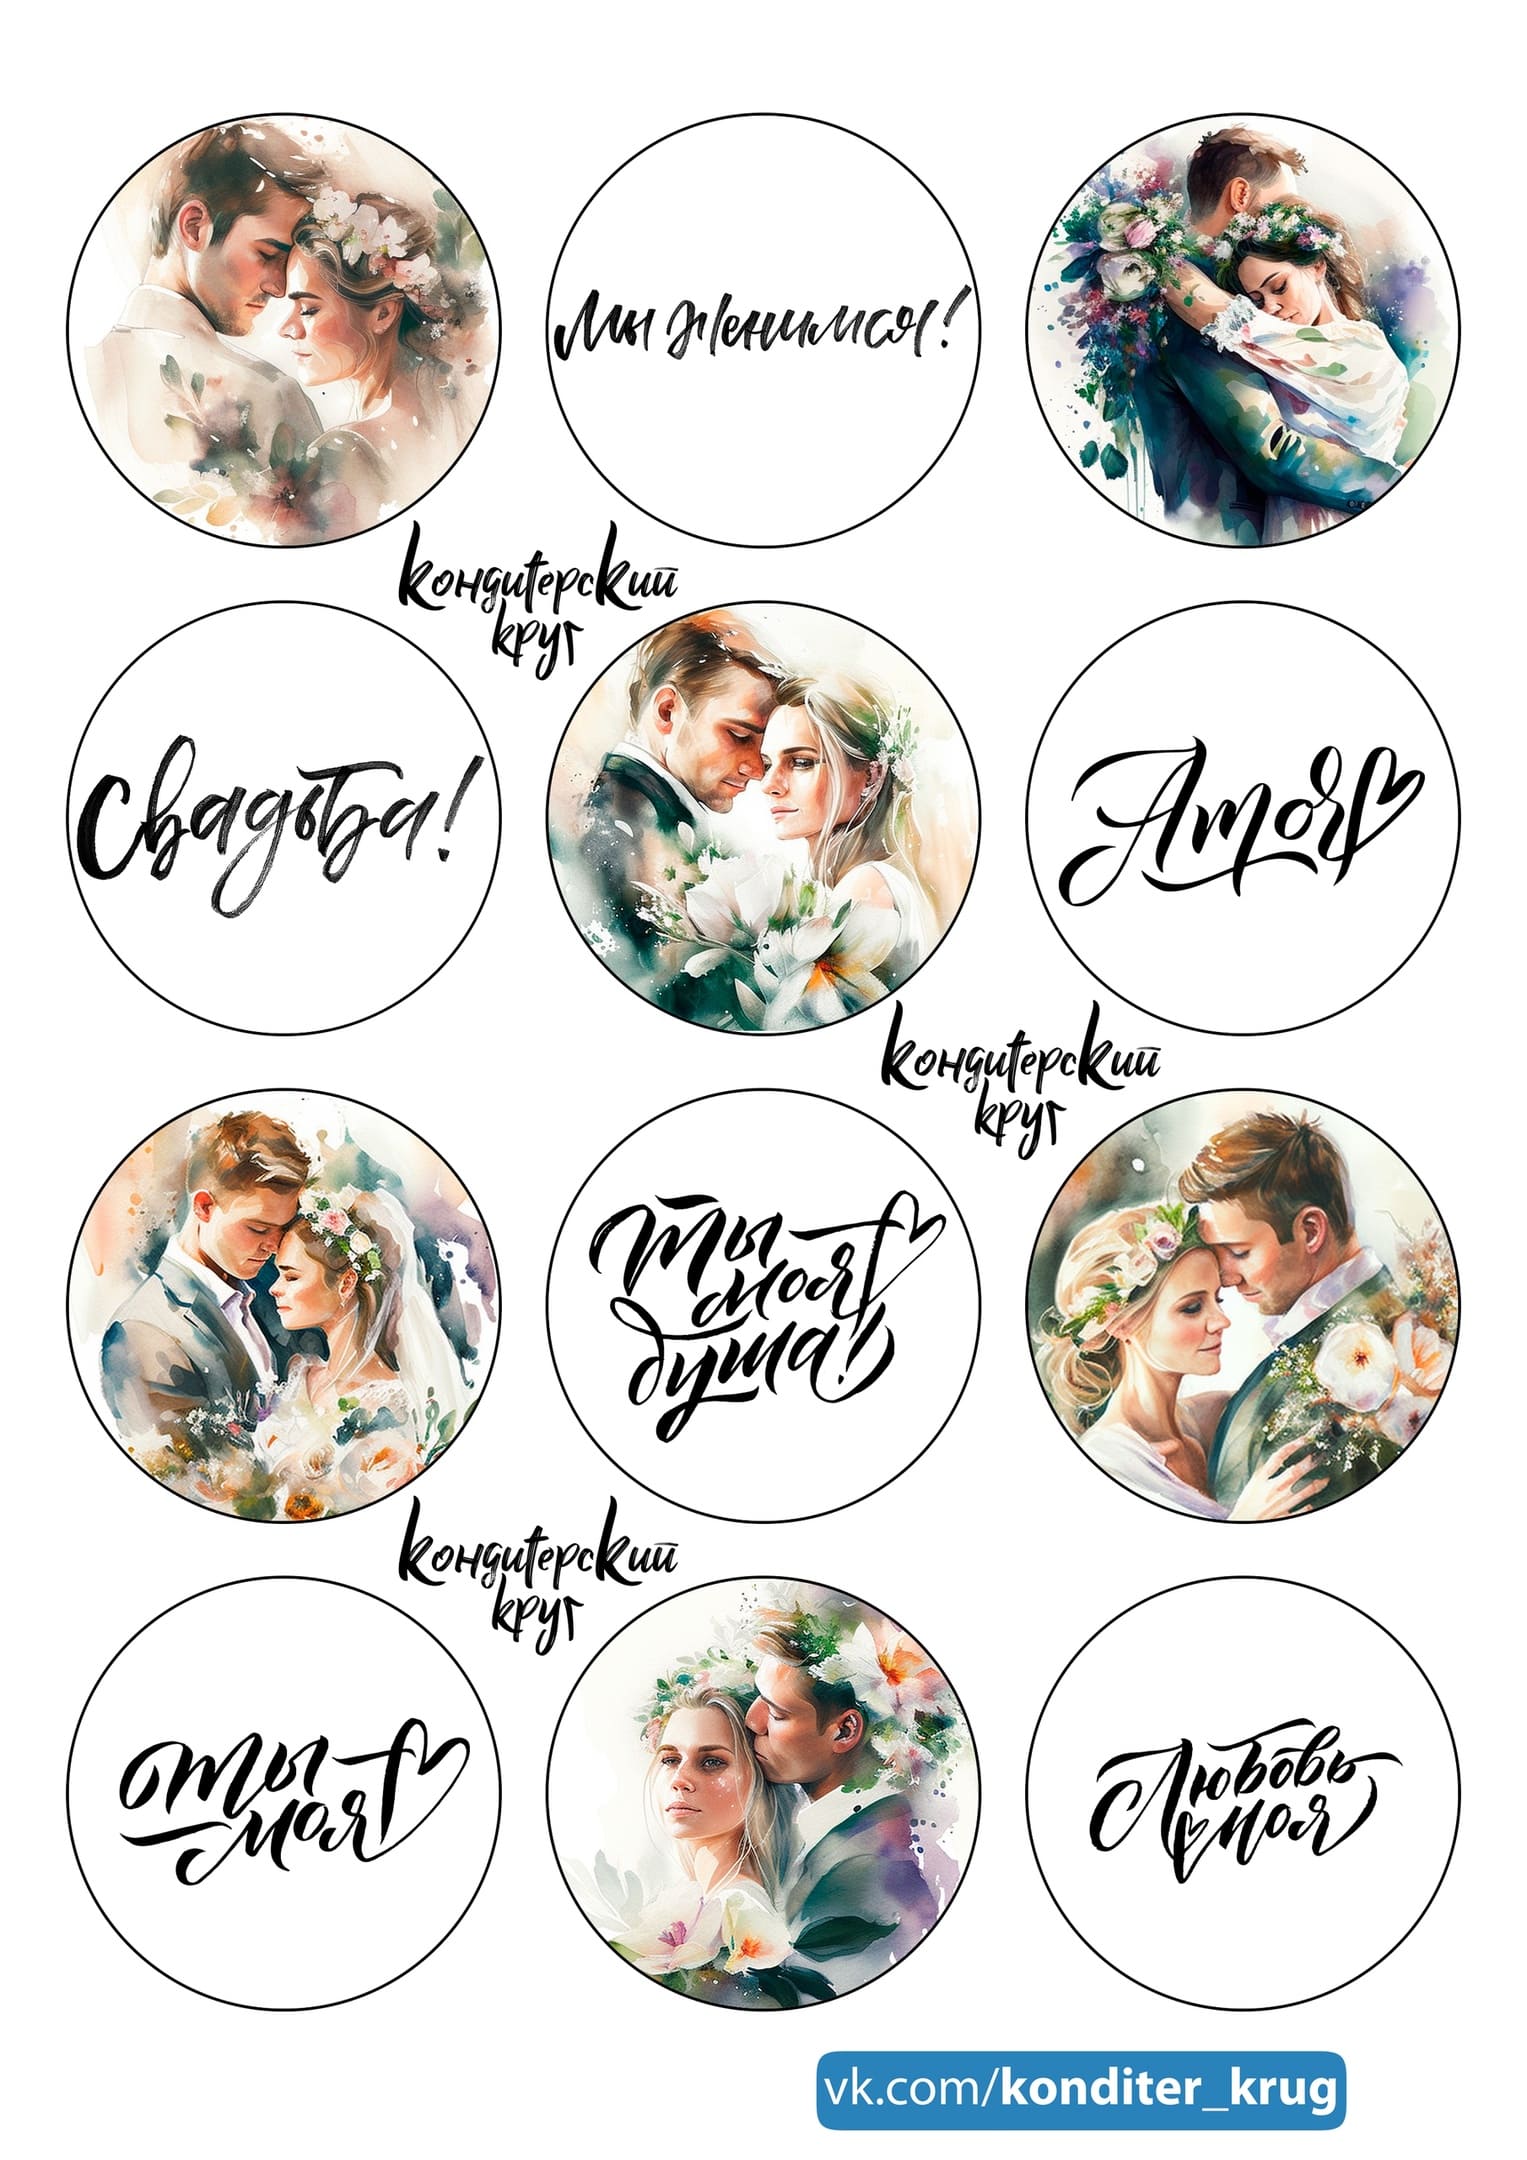 Мы женимся!
Кондитерский
круг
Свадьба!
Amor
Кондитерский
круг
Ты
моя
душа!
Кондитерский
круг
Ты
моя
Любовь
моя
vk.com/konditer_krug